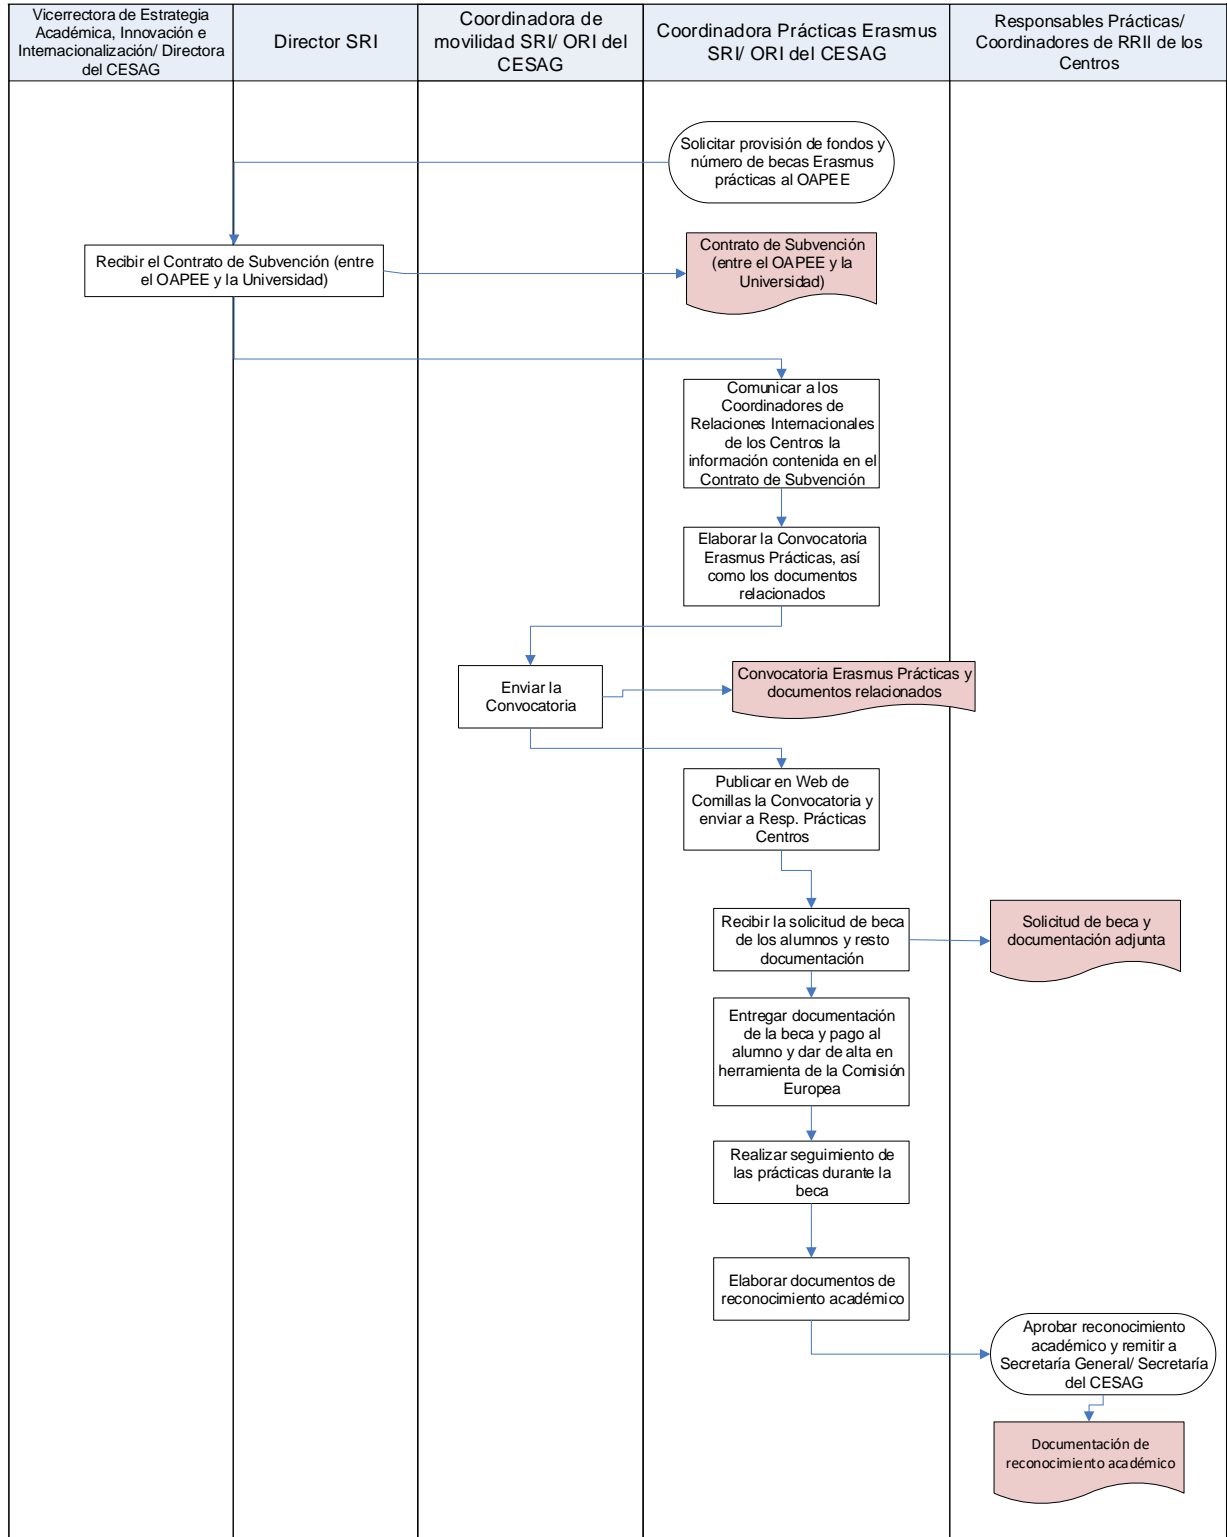 Vicerrectora de Estrategia
Académica, Innovación e
Internacionalización/ Directora
del CESAG
Director SRI
Coordinadora de
movilidad SRI/ ORI del
CESAG
Coordinadora Prácticas Erasmus
SRI/ ORI del CESAG
Responsables Prácticas/
Coordinadores de RRII de los
Centros
Solicitar provisión de fondos y
número de becas Erasmus
prácticas al OAPEE
Recibir el Contrato de Subvención (entre
el OAPEE y la Universidad)
Contrato de Subvención
(entre el OAPEE y la
Universidad)
Comunicar a los
Coordinadores de
Relaciones Internacionales
de los Centros la
información contenida en el
Contrato de Subvención
Elaborar la Convocatoria
Erasmus Prácticas, así
como los documentos
relacionados
Enviar la
Convocatoria
Convocatoria Erasmus Prácticas y
documentos relacionados
Publicar en Web de
Comillas la Convocatoria y
enviar a Resp. Prácticas
Centros
Recibir la solicitud de beca
de los alumnos y resto
documentación
Solicitud de beca y
documentación adjunta
Entregar documentación
de la beca y pago al
alumno y dar de alta en
herramienta de la Comisión
Europea
Realizar seguimiento de
las prácticas durante la
beca
Elaborar documentos de
reconocimiento académico
Aprobar reconocimiento
académico y remitir a
Secretaría General/ Secretaría
del CESAG
Documentación de
reconocimiento académico